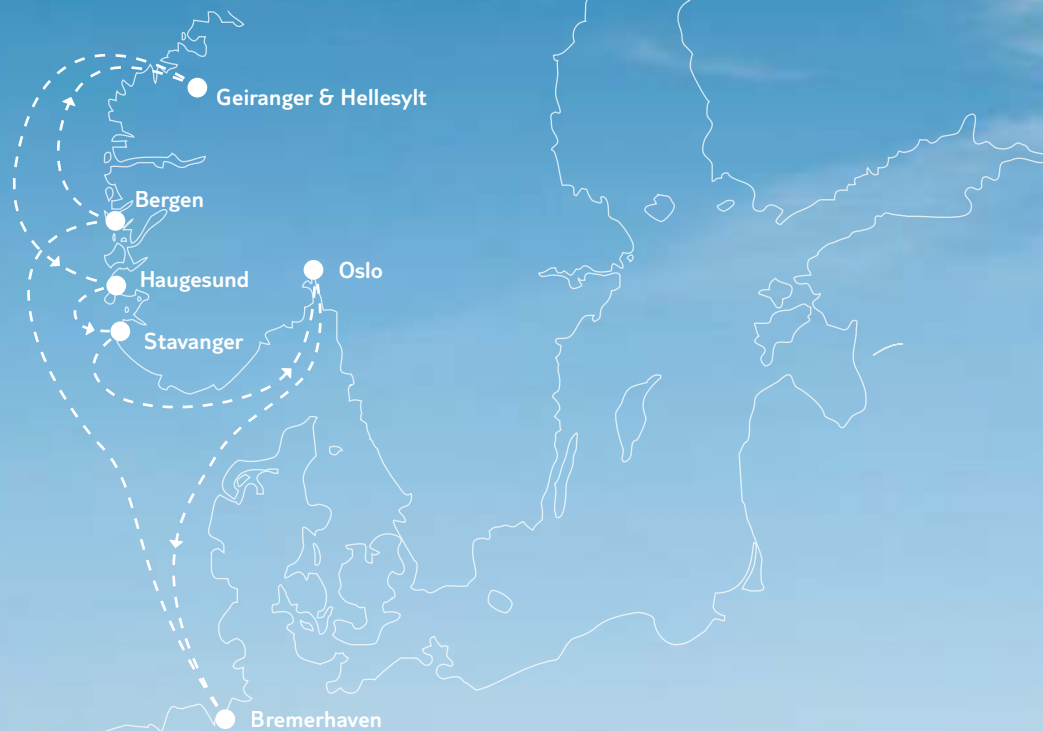 Geiranger & Hellesylt
Bergen
Oslo
Haugesund
Stavanger
Bremerhaven